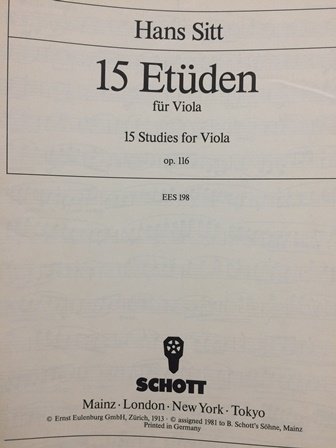 Hans Sitt
15 Etüden
für Viola
15 Studies for Viola
op. 116
EES 198
SCHOTT
Mainz · London · New York · Tokyo
© Ernst Eulenburg GmbH, Zürich, 1913 · © assigned 1981 to B. Schott's Söhne, Mainz
Printed in Germany